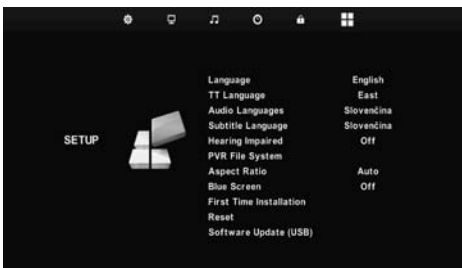 Language English
TT Language East
Audio Languages Slovenčina
Subtitle Language Slovenčina
SETUP
Hearing Impaired Off
PVR File System
Aspect Ratio Auto
Blue Screen Off
First Time Installation
Reset
Software Update (USB)